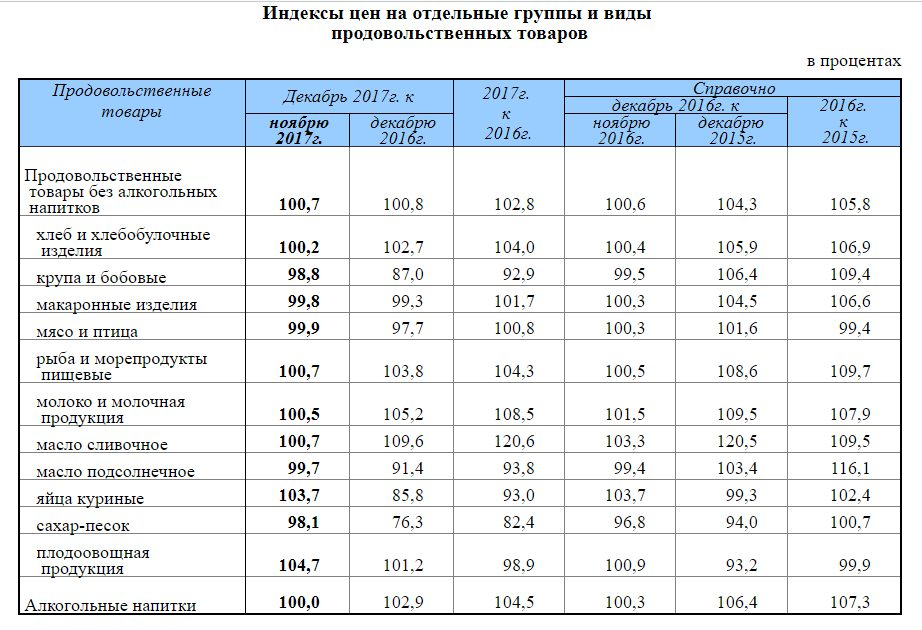 Индексы цен на отдельные группы и виды
продовольственных товаров
в процентах
Продовольственные
товары
Декабрь 2017г. к
2017г.
к
2016г.
Справочно
декабрь 2016г. к
2016г.
к
2015г.
ноябрю
2017г.
декабрю
2016г.
ноябрю
2016г.
декабрю
2015г.
Продовольственные
товары без алкогольных
напитков 100,7 100,8 102,8 100,6 104,3 105,8
хлеб и хлебобулочные
изделия 100,2 102,7 104,0 100,4 105,9 106,9
крупа и бобовые 98,8 87,0 92,9 99,5 106,4 109,4
макаронные изделия 99,8 99,3 101,7 100,3 104,5 106,6
мясо и птица 99,9 97,7 100,8 100,3 101,6 99,4
рыба и морепродукты
пищевые 100,7 103,8 104,3 100,5 108,6 109,7
молоко и молочная
продукция 100,5 105,2 108,5 101,5 109,5 107,9
масло сливочное 100,7 109,6 120,6 103,3 120,5 109,5
масло подсолнечное 99,7 91,4 93,8 99,4 103,4 116,1
яйца куриные 103,7 85,8 93,0 103,7 99,3 102,4
сахар-песок 98,1 76,3 82,4 96,8 94,0 100,7
плодоовощная
продукция 104,7 101,2 98,9 100,9 93,2 99,9
Алкогольные напитки 100,0 102,9 104,5 100,3 106,4 107,3